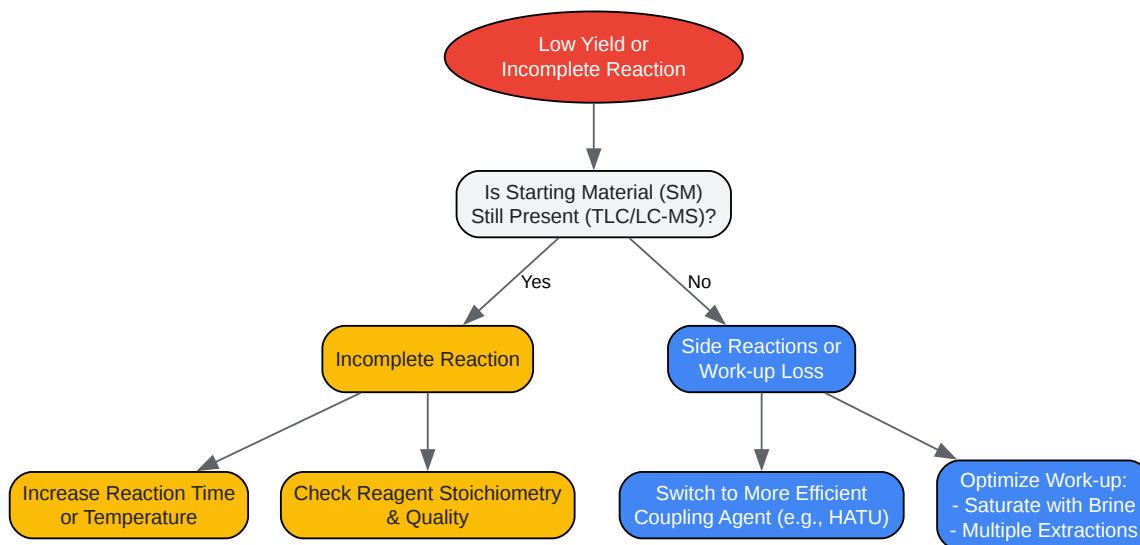 Low Yield or
Incomplete Reaction
Is Starting Material (SM)
Still Present (TLC/LC-MS)?
Yes
No
Incomplete Reaction
Side Reactions or
Work-up Loss
Increase Reaction Time
or Temperature
Check Reagent Stoichiometry
& Quality
Switch to More Efficient
Coupling Agent (e.g., HATU)
Optimize Work-up:
- Saturate with Brine
- Multiple Extractions